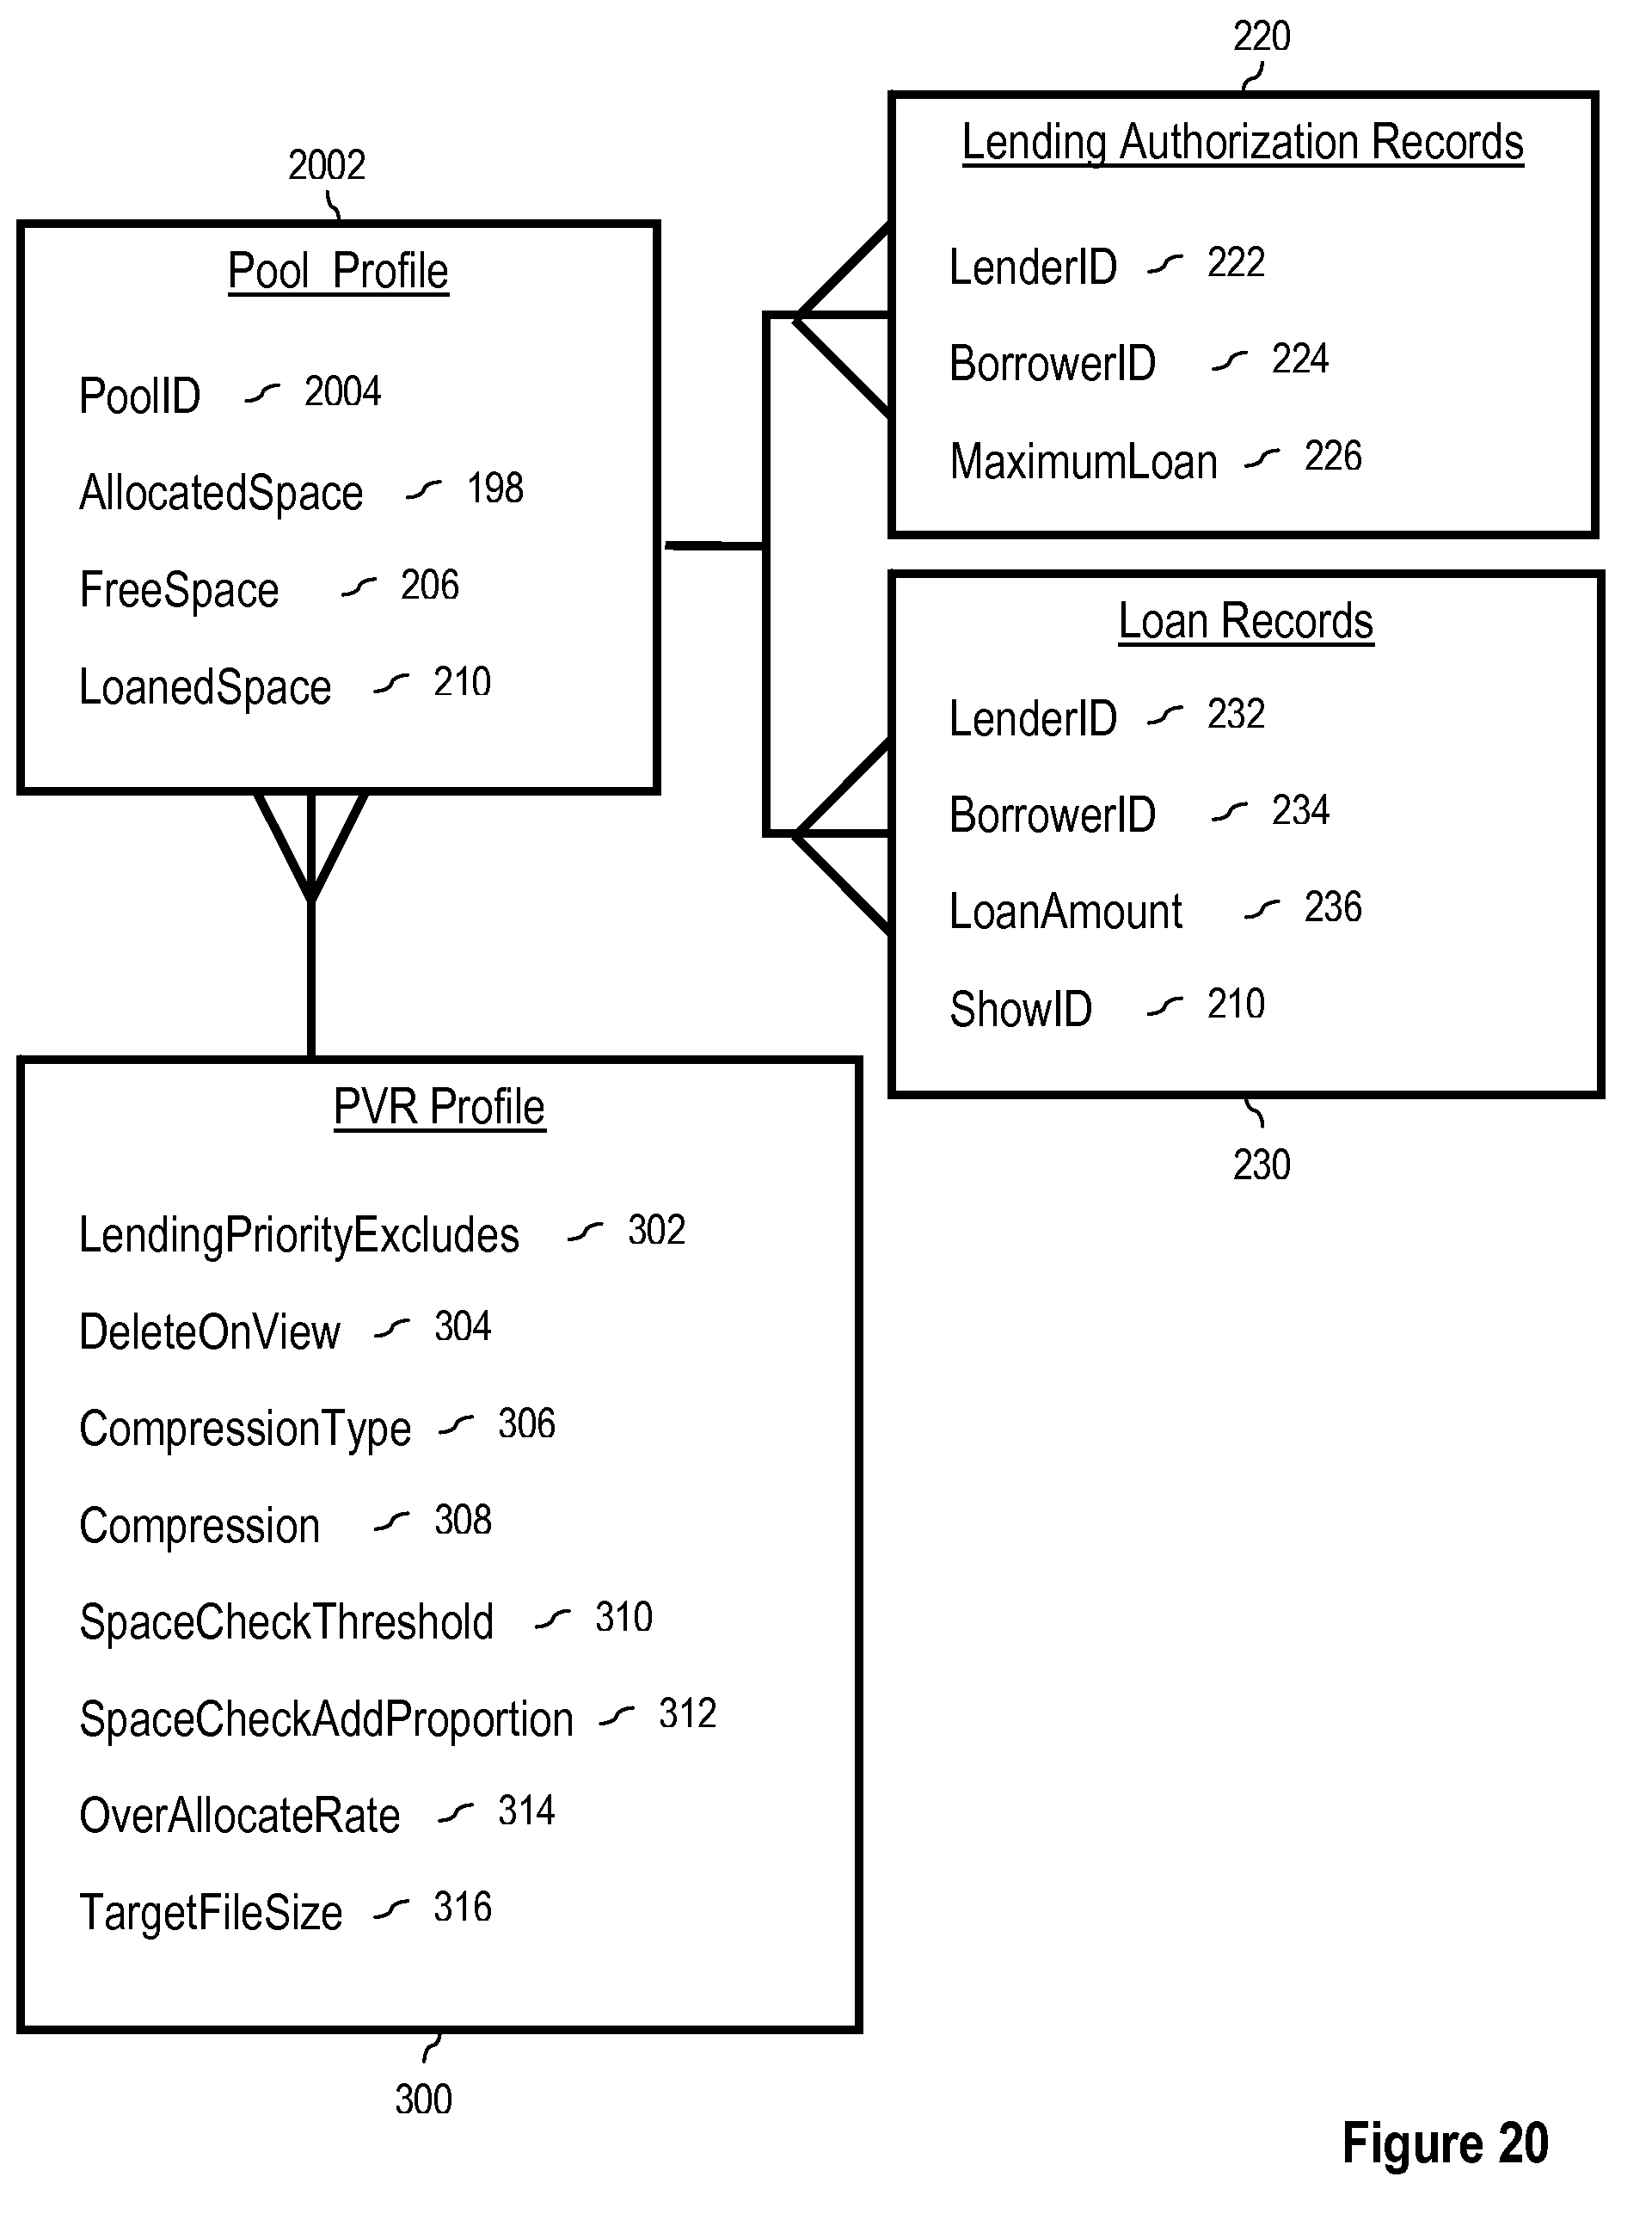 2002
Pool Profile
PoolID 2004
AllocatedSpace 198
FreeSpace 206
LoanedSpace 210
220
Lending Authorization Records
LenderID 222
BorrowerID 224
MaximumLoan 226
Loan Records
LenderID 232
BorrowerID 234
LoanAmount 236
ShowID 210
230
PVR Profile
LendingPriorityExcludes 302
DeleteOnView 304
CompressionType 306
Compression 308
SpaceCheckThreshold 310
SpaceCheckAddProportion 312
OverAllocateRate 314
TargetFileSize 316
300
Figure 20